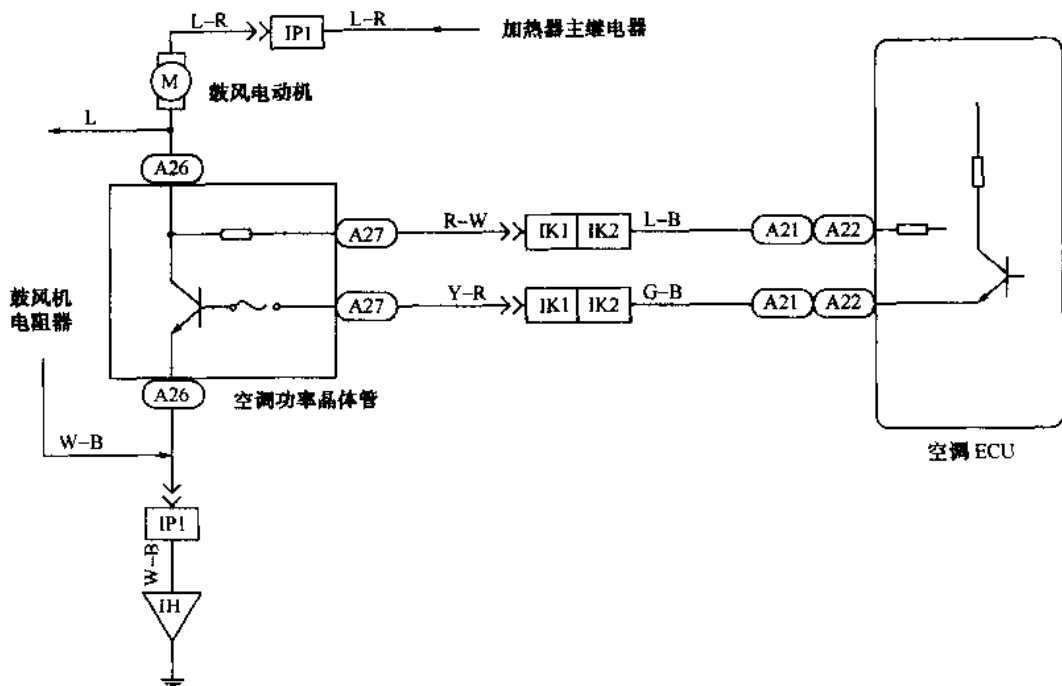 L-R
IP1
L-R
加热器主继电器
M
鼓风电动机
L
A26
A27
R-W
IK1
IK2
L-B
A21
A22
鼓风机
电阻器
A27
Y-R
IK1
IK2
G-B
A21
A22
A26
空调功率晶体管
W-B
空调 ECU
IP1
W-B
IH